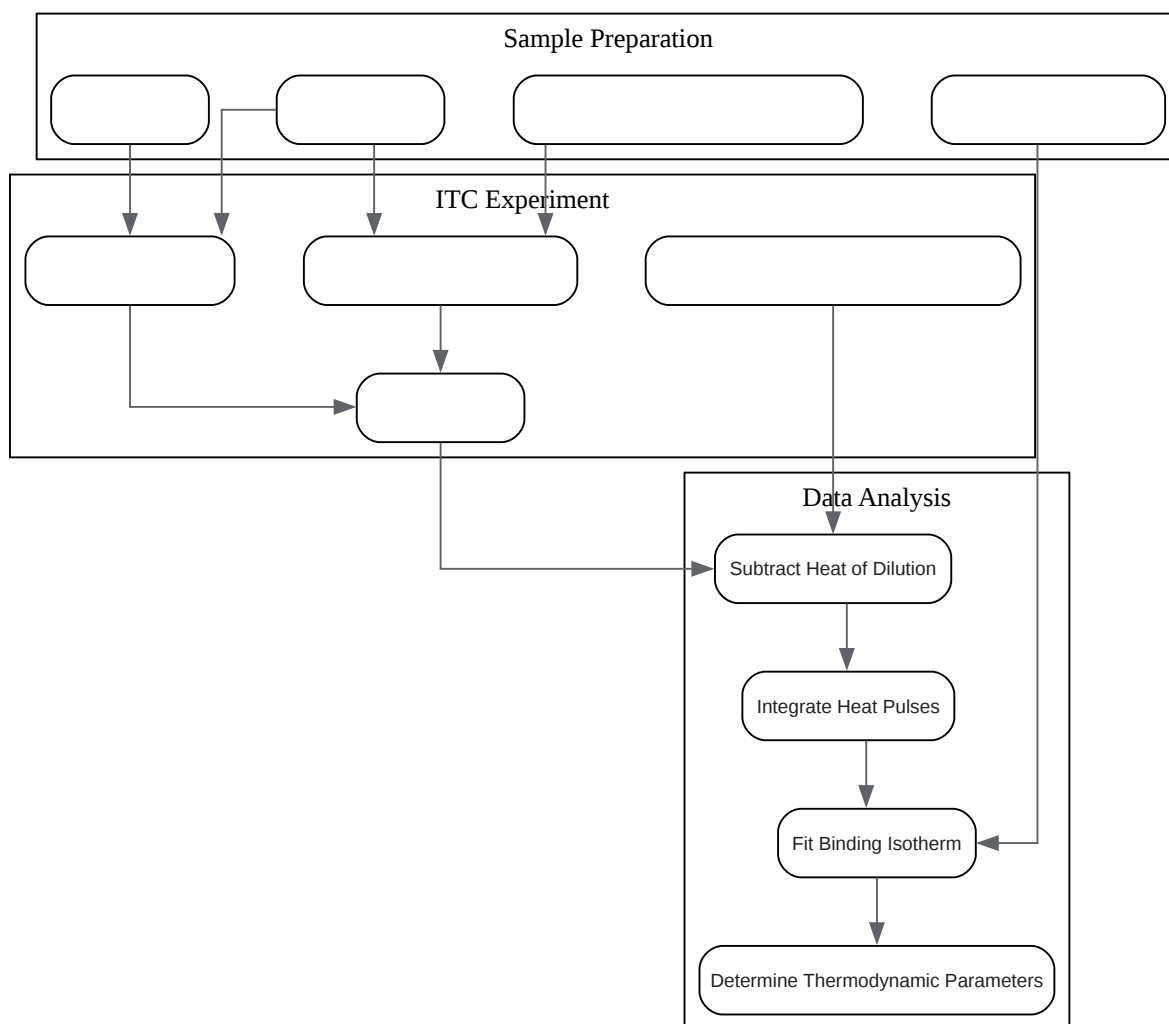 Sample Preparation
ITC Experiment
Data Analysis
Subtract Heat of Dilution
Integrate Heat Pulses
Fit Binding Isotherm
Determine Thermodynamic Parameters